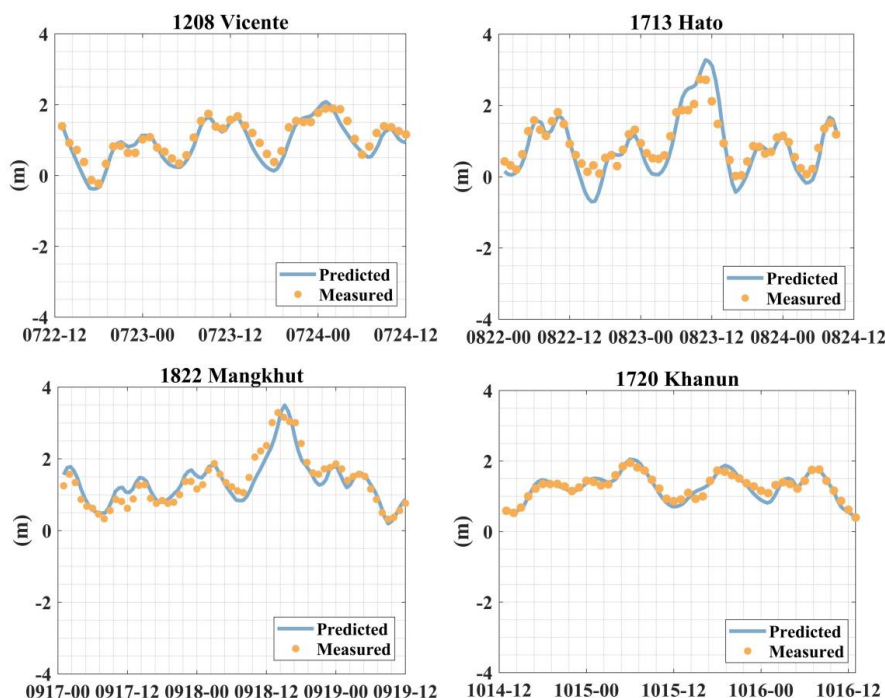 1208 Vicente
4
2
0
-2
-4
(m)
Predicted
Measured
0722-12
0723-00
0723-12
0724-00
0724-12
1713 Hato
4
2
0
-2
-4
(m)
Predicted
Measured
0822-00
0822-12
0823-00
0823-12
0824-00
0824-12
1822 Mangkhut
4
2
0
-2
-4
(m)
Predicted
Measured
0917-00
0917-12
0918-00
0918-12
0919-00
0919-12
1720 Khanun
4
2
0
-2
-4
(m)
Predicted
Measured
1014-12
1015-00
1015-12
1016-00
1016-12